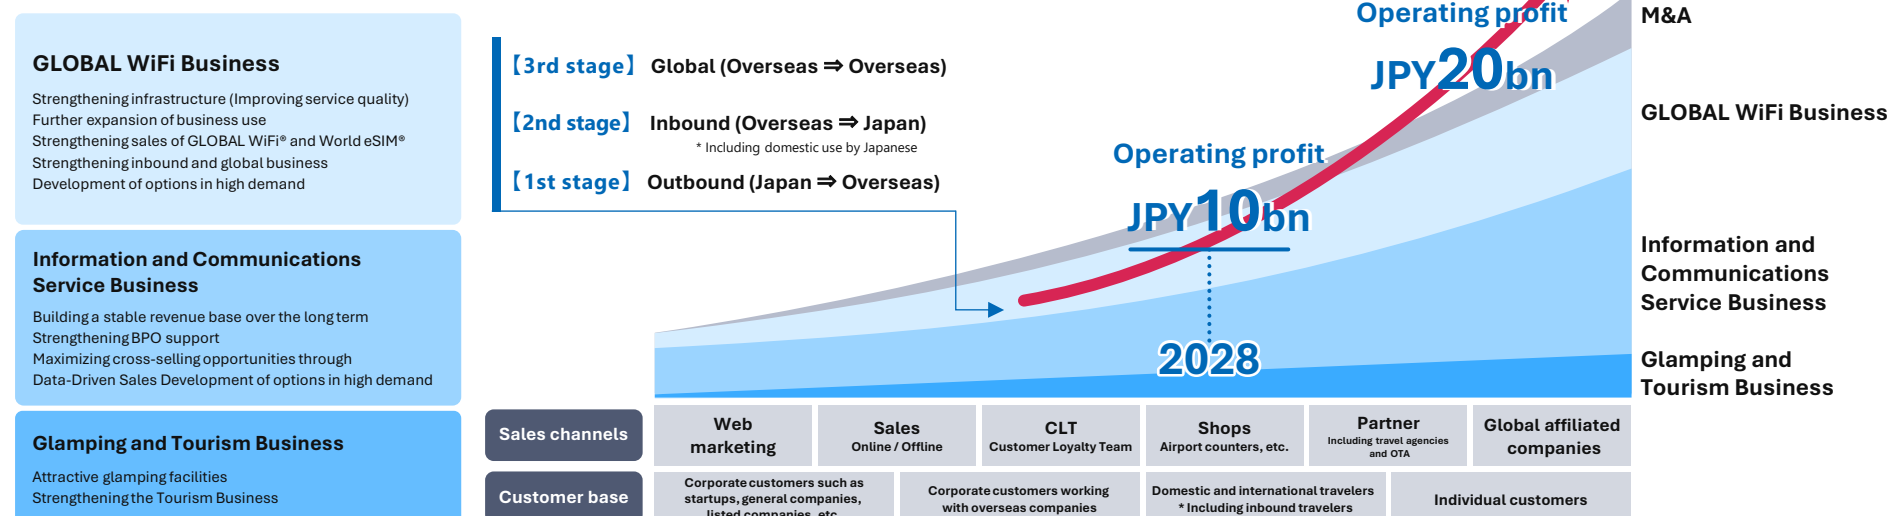 GLOBAL WiFi Business
Strengthening infrastructure (Improving service quality)
Further expansion of business use
Strengthening sales of GLOBAL WiFi® and World eSIM®
Strengthening inbound and global business
Development of options in high demand
Information and Communications
Service Business
Building a stable revenue base over the long term
Strengthening BPO support
Maximizing cross-selling opportunities through
Data-Driven Sales Development of options in high demand
Glamping and Tourism Business
Attractive glamping facilities
Strengthening the Tourism Business
【3rd stage】 Global (Overseas ⇒ Overseas)
【2nd stage】 Inbound (Overseas ⇒ Japan)
* Including domestic use by Japanese
【1st stage】 Outbound (Japan ⇒ Overseas)
Operating profit
JPY20bn
Operating profit
JPY10bn
2028
M&A
GLOBAL WiFi Business
Information and
Communications
Service Business
Glamping and
Tourism Business
Sales channels
Web
marketing
Sales
Online / Offline
CLT
Customer Loyalty Team
Shops
Airport counters, etc.
Partner
Including travel agencies
and OTA
Global affiliated
companies
Customer base
Corporate customers such as
startups, general companies,
listed companies, etc.
Corporate customers working
with overseas companies
Domestic and international travelers
* Including inbound travelers
Individual customers